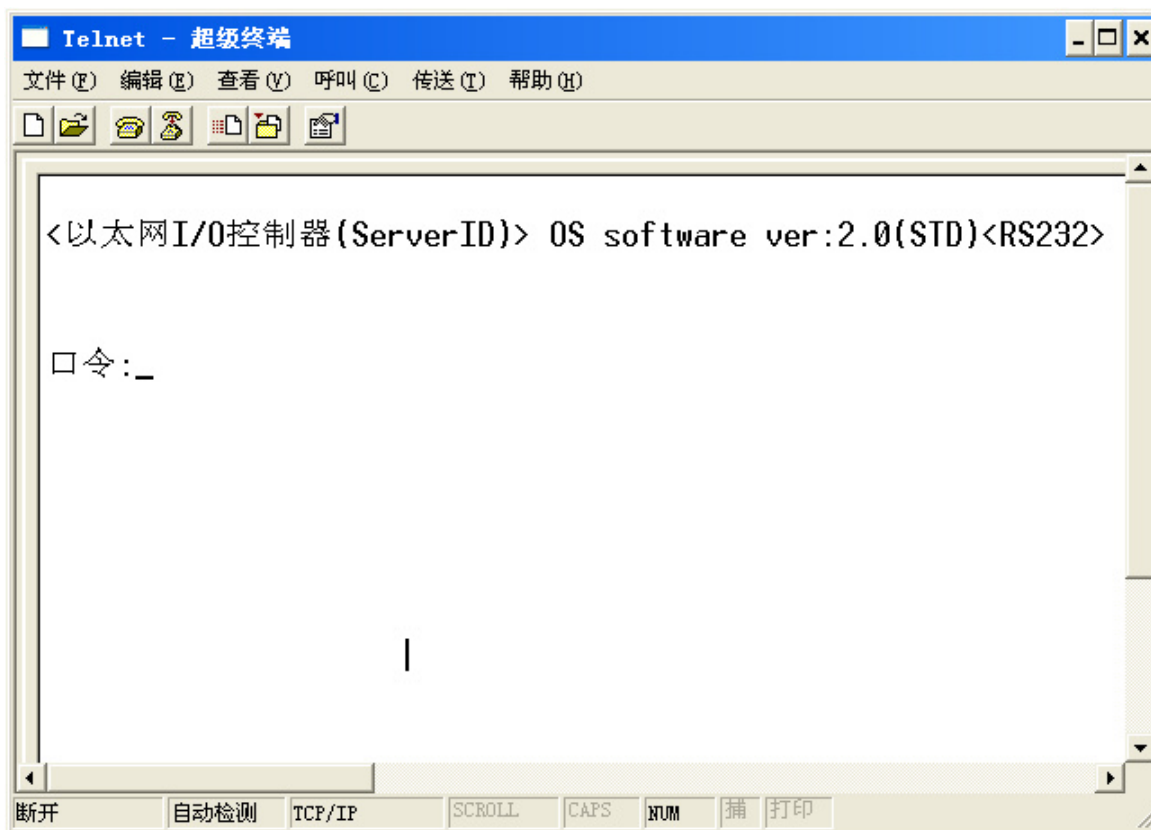 Telnet - 超级终端
文件(F) 编辑(E) 查看(V) 呼叫(C) 传送(T) 帮助(H)
<以太网I/O控制器(ServerID)> OS software ver:2.0(STD)<RS232>
口令:_
断开 自动检测 TCP/IP SCROLL CAPS NUM 捕 打印